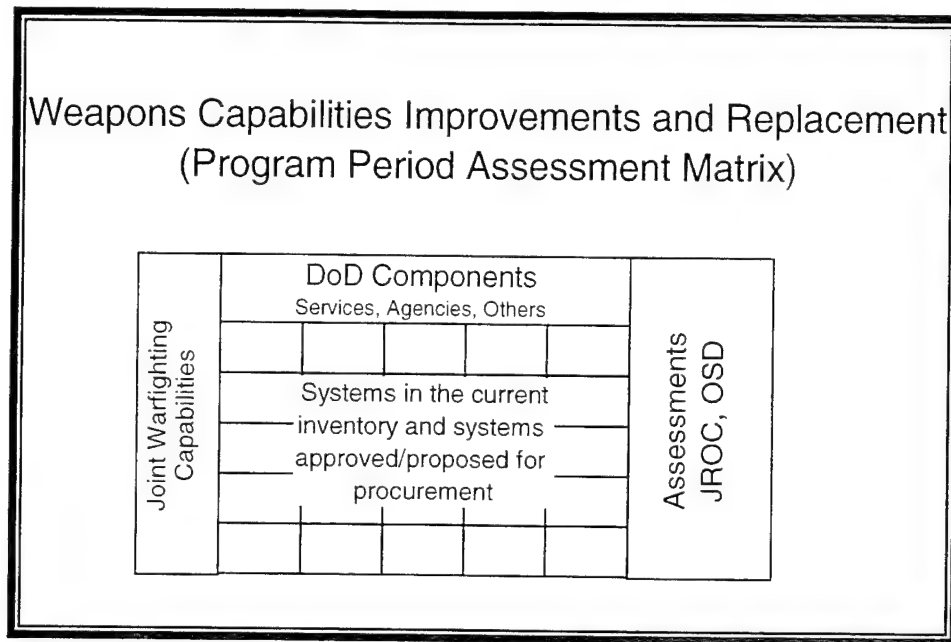 Weapons Capabilities Improvements and Replacement
(Program Period Assessment Matrix)
DoD Components
Services, Agencies, Others
Joint Warfighting
Capabilities
Systems in the current
inventory and systems
approved/proposed for
procurement
Assessments
JROC, OSD